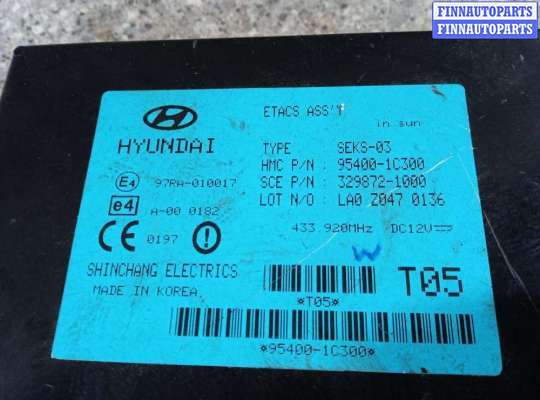 FINNAUTOPARTS
FINNAUTOPARTS
ETACS ASS'Y
in sun
HYUNDAI
TYPE : SEKS-03
HMC P/N : 95400-1C300
SCE P/N : 329872-1000
LOT N/O : LA0 Z047 0136
E4 97RA-010017
e4 A-00 0182
433.920MHz DC12V
CE 0197
W
SHINCHANG ELECTRICS
MADE IN KOREA
T05
*T05*
*95400-1C300*